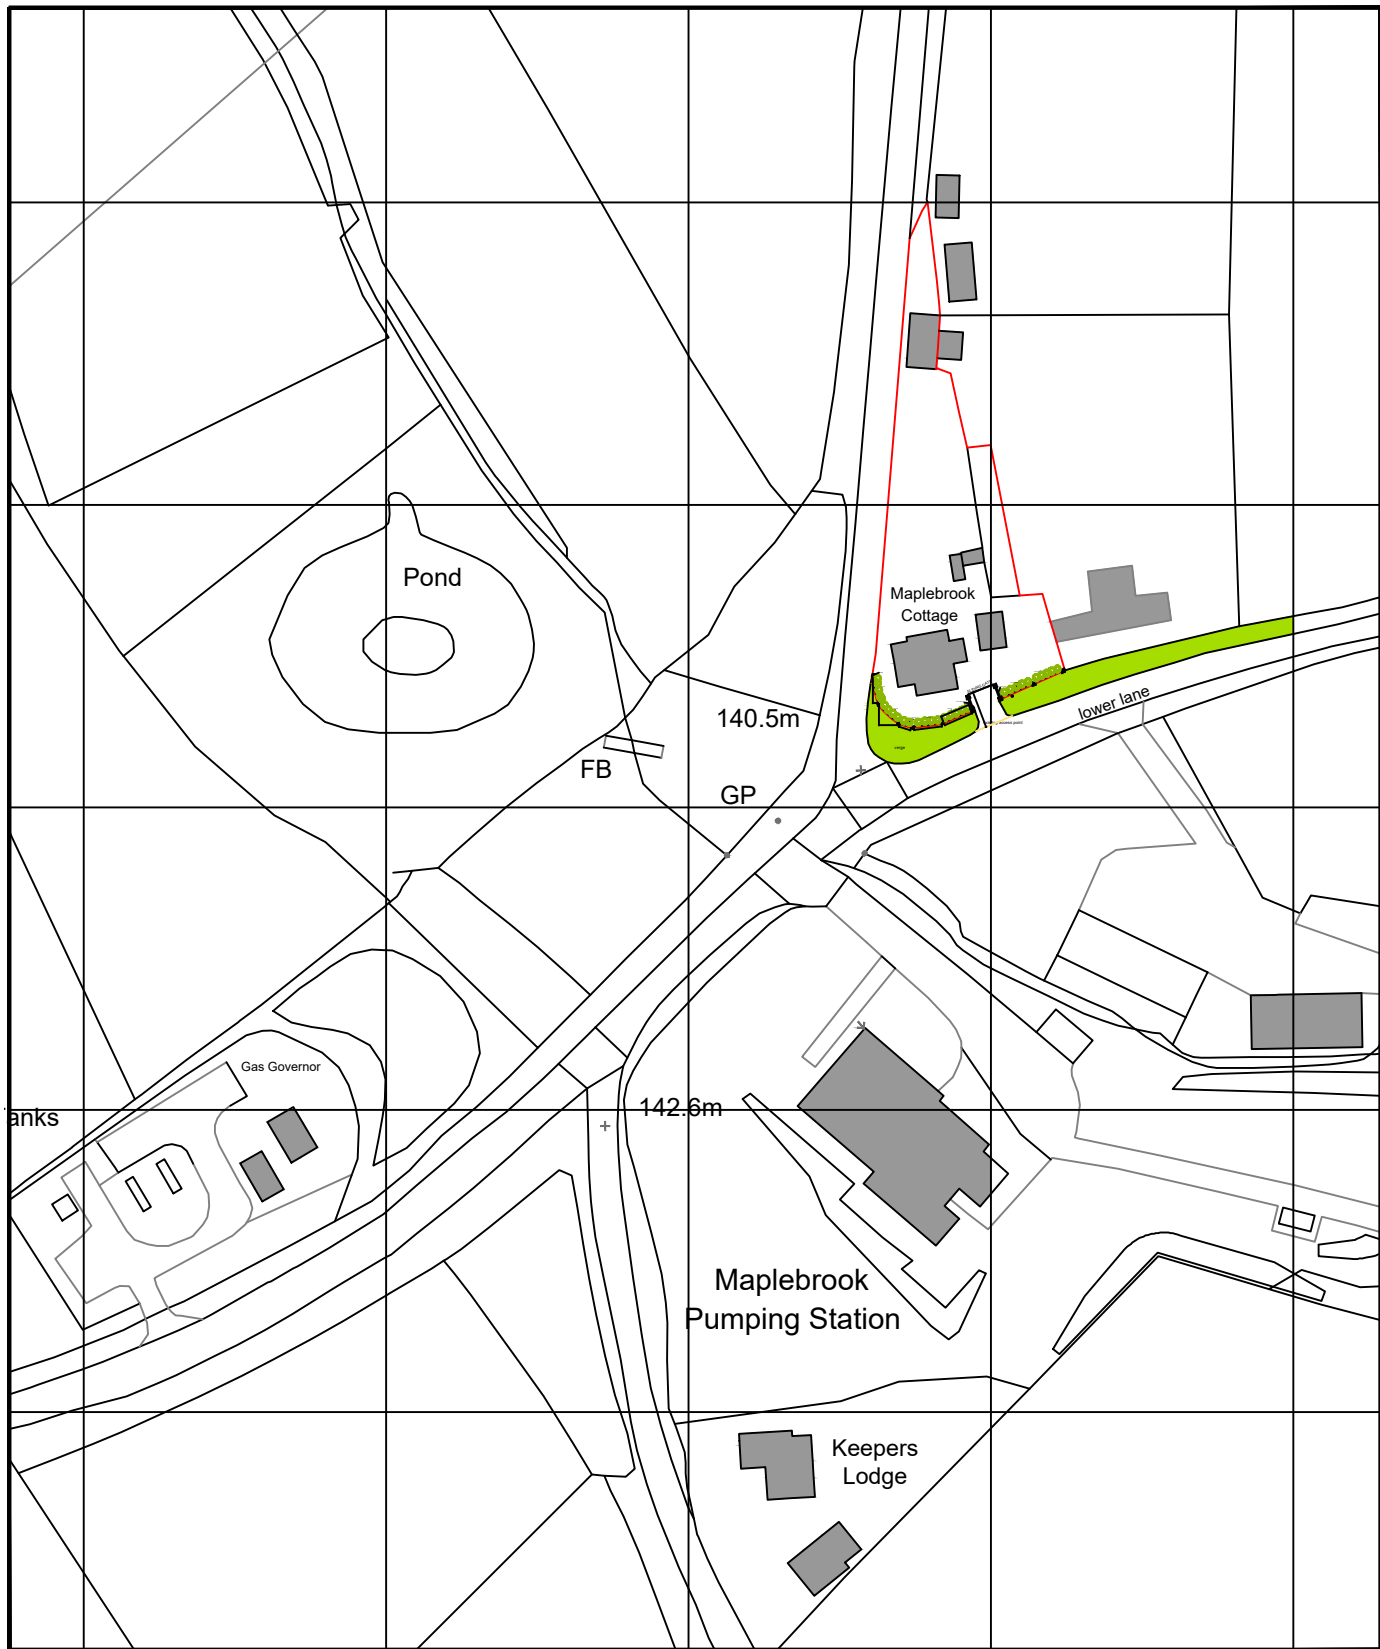 Pond
Maplebrook
Cottage
lower lane
140.5m
verge
FB
GP
Gas Governor
anks
142.6m
Maplebrook
Pumping Station
Keepers
Lodge